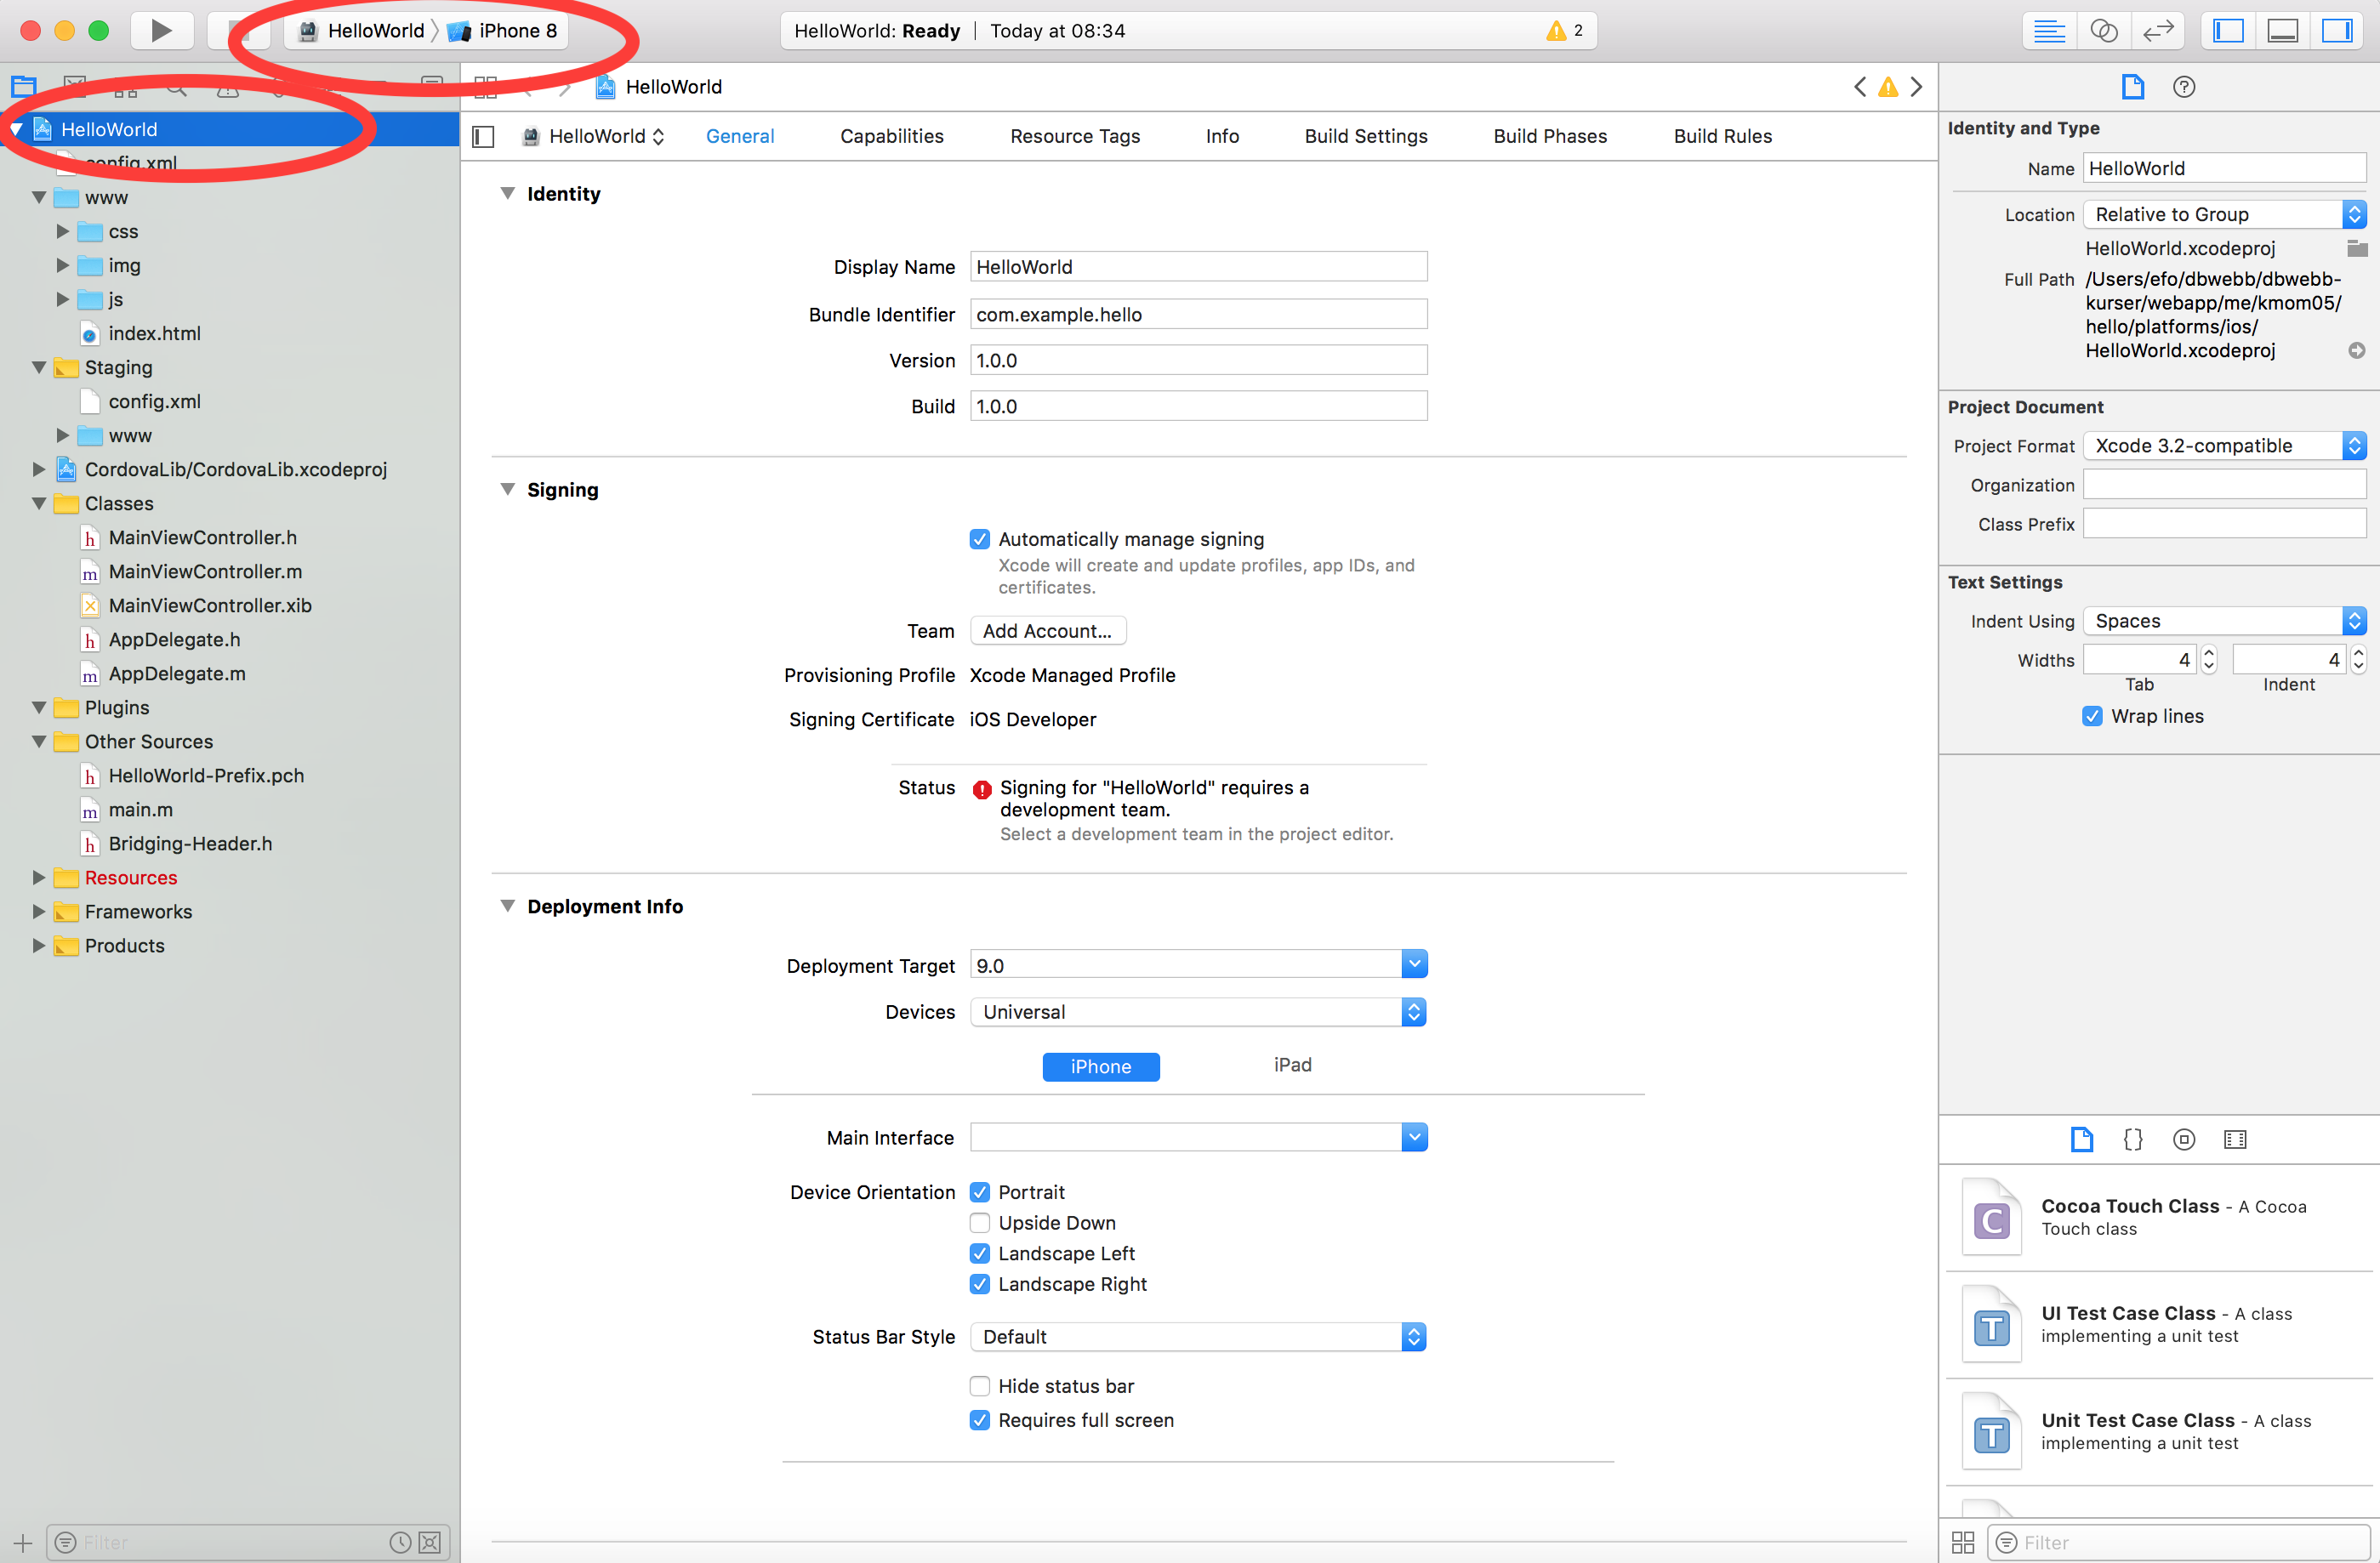 HelloWorld iPhone 8
HelloWorld: Ready Today at 08:34 2
HelloWorld
HelloWorld
config.xml
www
css
img
js
index.html
Staging
config.xml
www
CordovaLib/CordovaLib.xcodeproj
Classes
MainViewController.h
MainViewController.m
MainViewController.xib
AppDelegate.h
AppDelegate.m
Plugins
Other Sources
HelloWorld-Prefix.pch
main.m
Bridging-Header.h
Resources
Frameworks
Products
Filter
HelloWorld General Capabilities Resource Tags Info Build Settings Build Phases Build Rules
Identity
Display Name HelloWorld
Bundle Identifier com.example.hello
Version 1.0.0
Build 1.0.0
Signing
Automatically manage signing
Xcode will create and update profiles, app IDs, and
certificates.
Team Add Account...
Provisioning Profile Xcode Managed Profile
Signing Certificate iOS Developer
Status Signing for "HelloWorld" requires a
development team.
Select a development team in the project editor.
Deployment Info
Deployment Target 9.0
Devices Universal
iPhone iPad
Main Interface
Device Orientation Portrait
Upside Down
Landscape Left
Landscape Right
Status Bar Style Default
Hide status bar
Requires full screen
Identity and Type
Name HelloWorld
Location Relative to Group
HelloWorld.xcodeproj
Full Path /Users/efo/dbwebb/dbwebb-
kurser/webapp/me/kmom05/
hello/platforms/ios/
HelloWorld.xcodeproj
Project Document
Project Format Xcode 3.2-compatible
Organization
Class Prefix
Text Settings
Indent Using Spaces
Widths 4 4
Tab Indent
Wrap lines
{}
C Cocoa Touch Class - A Cocoa
Touch class
T UI Test Case Class - A class
implementing a unit test
T Unit Test Case Class - A class
implementing a unit test
Filter